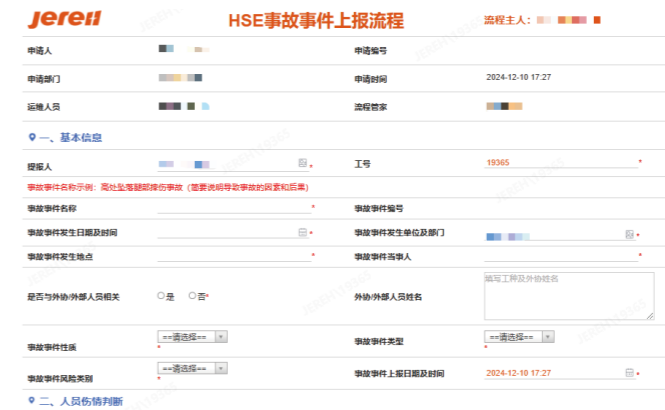 Jereh HSE事故事件上报流程 流程主人：
申请人 申请编号
申请部门 申请时间 2024-12-10 17:27
运维人员 流程管家
一、基本信息
提报人 * 工号 19365 *
事故事件名称示例：高处坠落腿部摔伤事故（简要说明导致事故的因素和后果）
事故事件名称 * 事故事件编号
事故事件发生日期及时间 * 事故事件发生单位及部门 *
事故事件发生地点 * 事故事件当事人 *
是否与外协/外部人员相关 是 否* 外协/外部人员姓名 填写工种及外协姓名
事故事件性质 ==请选择== * 事故事件类型 ==请选择== *
事故事件风险类别 ==请选择== * 事故事件上报日期及时间 2024-12-10 17:27 *
二、人员伤情判断